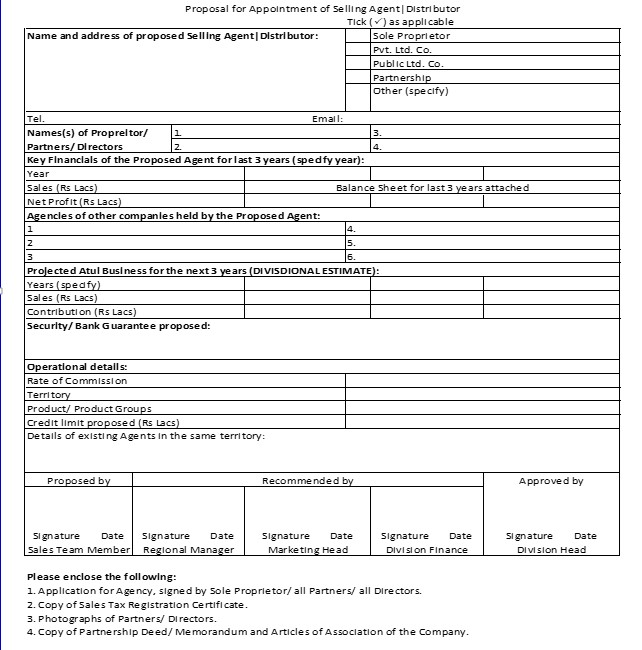 Proposal for Appointment of Selling Agent|Distributor
Tick (✓) as applicable
Name and address of proposed Selling Agent|Distributor:
Sole Proprietor
Pvt. Ltd. Co.
Public Ltd. Co.
Partnership
Other (specify)
Tel. Email:
Names(s) of Propreitor/ 1. 3.
Partners/ Directors 2. 4.
Key Financials of the Proposed Agent for last 3 years (specify year):
Year
Sales (Rs Lacs) Balance Sheet for last 3 years attached
Net Profit (Rs Lacs)
Agencies of other companies held by the Proposed Agent:
1 4.
2 5.
3 6.
Projected Atul Business for the next 3 years (DIVISDIONAL ESTIMATE):
Years (specify)
Sales (Rs Lacs)
Contribution (Rs Lacs)
Security/ Bank Guarantee proposed:
Operational details:
Rate of Commission
Territory
Product/ Product Groups
Credit limit proposed (Rs Lacs)
Details of existing Agents in the same territory:
Proposed by Recommended by Approved by
Signature Date Signature Date Signature Date Signature Date Signature Date
Sales Team Member Regional Manager Marketing Head Division Finance Division Head
Please enclose the following:
1. Application for Agency, signed by Sole Proprietor/ all Partners/ all Directors.
2. Copy of Sales Tax Registration Certificate.
3. Photographs of Partners/ Directors.
4. Copy of Partnership Deed/ Memorandum and Articles of Association of the Company.